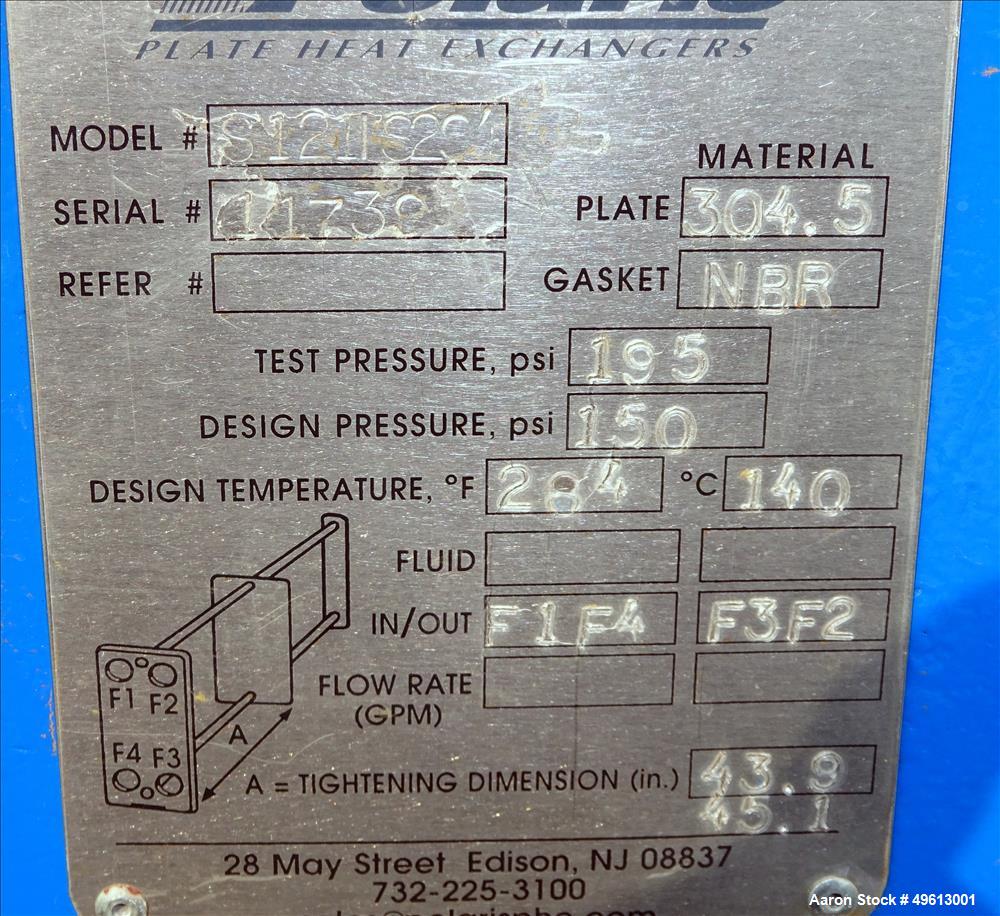 Polaris
PLATE HEAT EXCHANGERS
MODEL #
MATERIAL
SERIAL #
PLATE 304.5
REFER #
GASKET NBR
TEST PRESSURE, psi 195
DESIGN PRESSURE, psi 150
DESIGN TEMPERATURE, °F 284 °C 140
FLUID
IN/OUT F1F4 F3F2
FLOW RATE
(GPM)
F1 F2
F4 F3
A
A = TIGHTENING DIMENSION (in.) 43.9
45.1
28 May Street Edison, NJ 08837
732-225-3100
Aaron Stock # 49613001